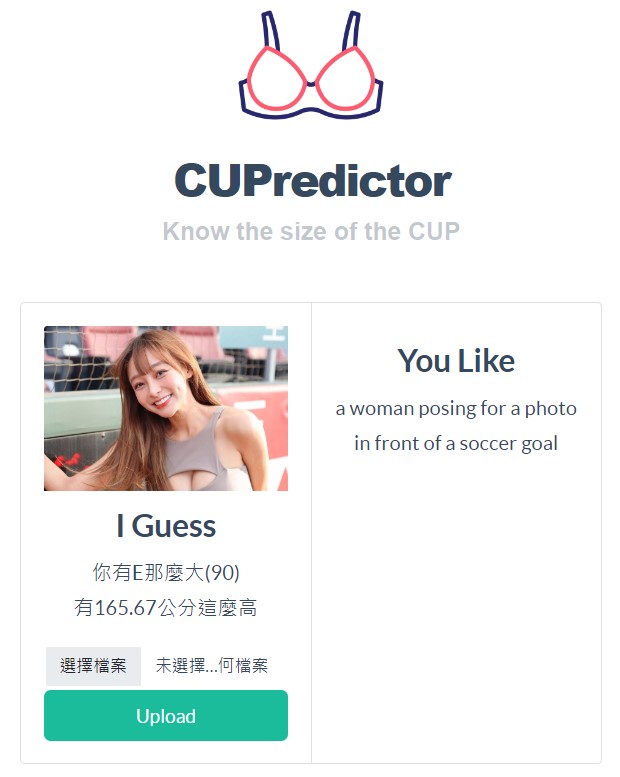 CUPredictor
Know the size of the CUP
I Guess
你有E那麼大(90)
有165.67公分這麼高
選擇檔案 未選擇...何檔案
Upload
You Like
a woman posing for a photo
in front of a soccer goal